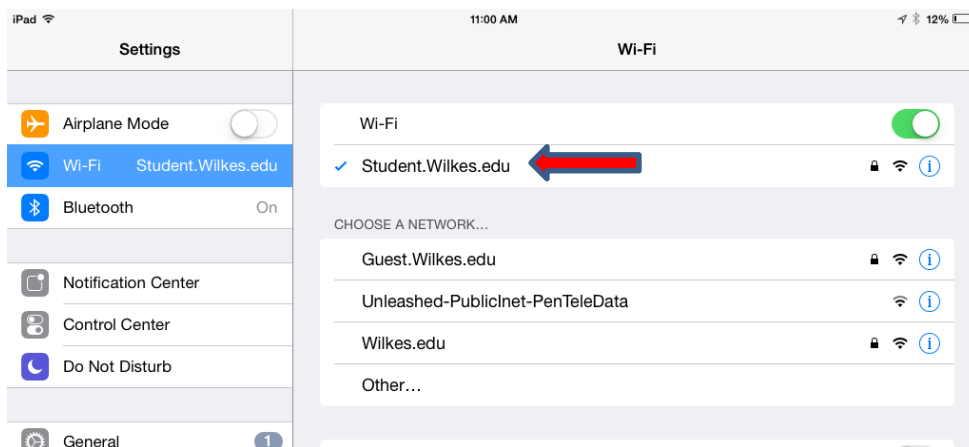 iPad 11:00 AM 12%
Settings
Wi-Fi
Airplane Mode
Wi-Fi Student.Wilkes.edu
Bluetooth On
Notification Center
Control Center
Do Not Disturb
General 1
Wi-Fi
Student.Wilkes.edu
CHOOSE A NETWORK...
Guest.Wilkes.edu
Unleashed-PublicInet-PenTeleData
Wilkes.edu
Other...